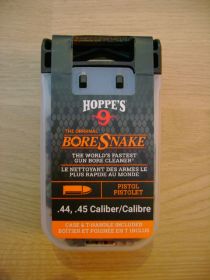 HOPPE'S
9
THE ORIGINAL
BORESNAKE
THE WORLD'S FASTEST
GUN BORE CLEANER
LE NETTOYANT DES ARMES LE
PLUS RAPIDE AU MONDE
PISTOL
PISTOLET
.44, .45 Caliber/Calibre
CASE & T-HANDLE INCLUDED
BOÎTIER ET POIGNÉE EN T INCLUS